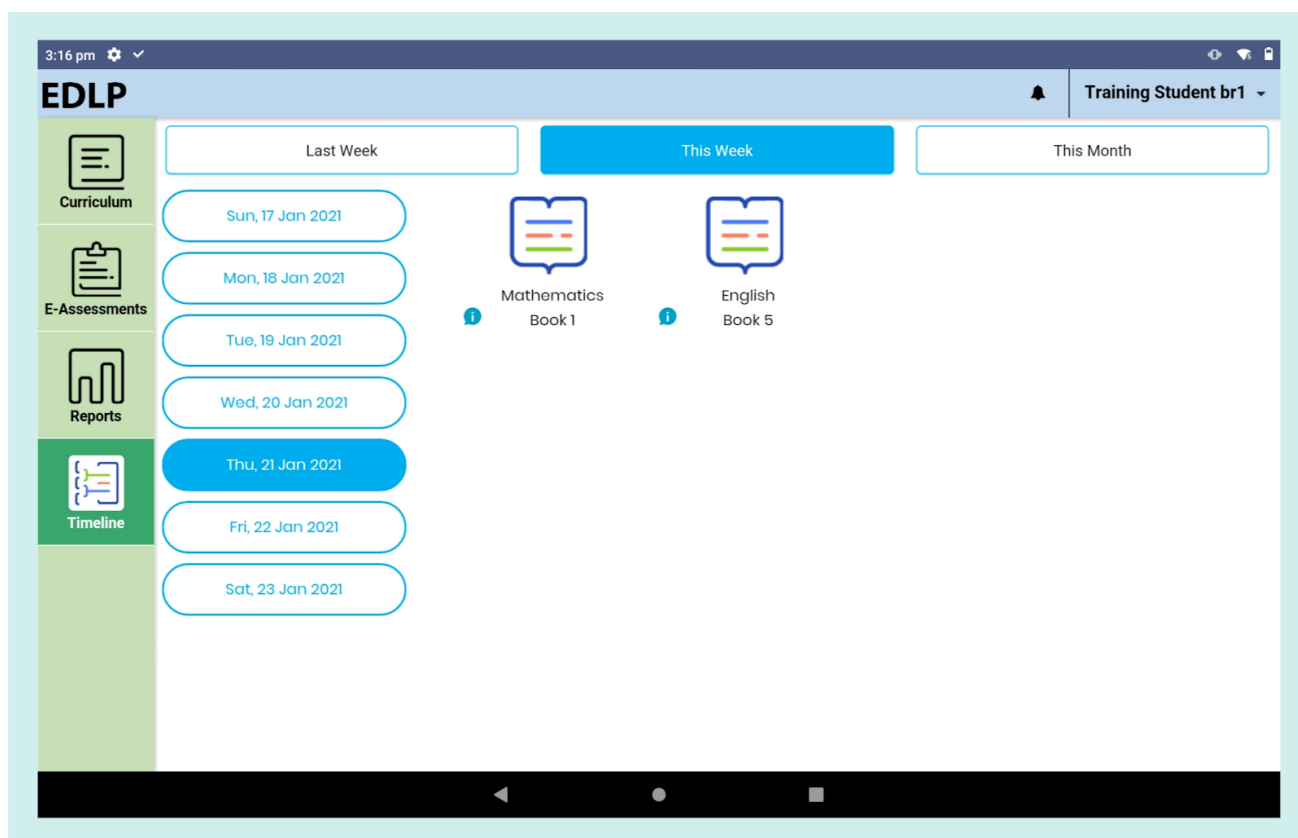 3:16 pm
EDLP
Training Student br1
Curriculum
E-Assessments
Reports
Timeline
Last Week
This Week
This Month
Sun, 17 Jan 2021
Mon, 18 Jan 2021
Tue, 19 Jan 2021
Wed, 20 Jan 2021
Thu, 21 Jan 2021
Fri, 22 Jan 2021
Sat, 23 Jan 2021
Mathematics
Book 1
English
Book 5